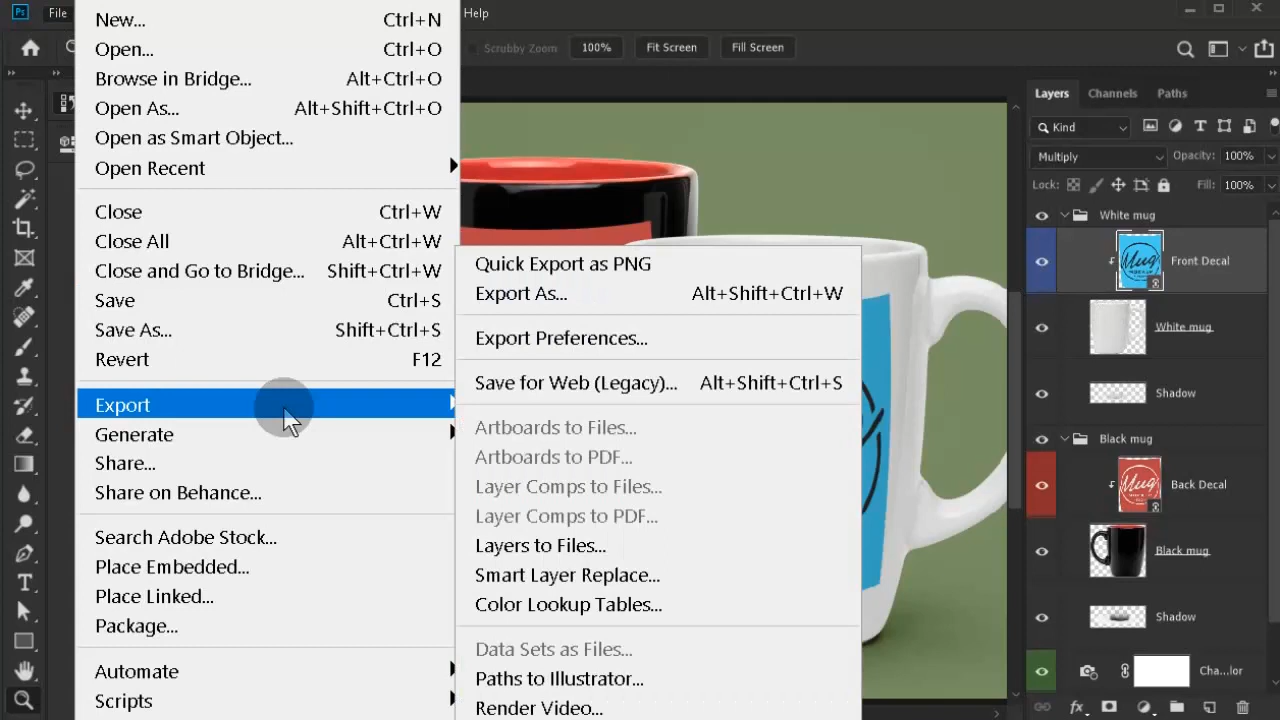 Ps File Help
Scrubby Zoom 100% Fit Screen Fill Screen
New... Ctrl+N
Open... Ctrl+O
Browse in Bridge... Alt+Ctrl+O
Open As... Alt+Shift+Ctrl+O
Open as Smart Object...
Open Recent
Close Ctrl+W
Close All Alt+Ctrl+W
Close and Go to Bridge... Shift+Ctrl+W
Save Ctrl+S
Save As... Shift+Ctrl+S
Revert F12
Export
Generate
Share...
Share on Behance...
Search Adobe Stock...
Place Embedded...
Place Linked...
Package...
Automate
Scripts
Quick Export as PNG
Export As... Alt+Shift+Ctrl+W
Export Preferences...
Save for Web (Legacy)... Alt+Shift+Ctrl+S
Artboards to Files...
Artboards to PDF...
Layer Comps to Files...
Layer Comps to PDF...
Layers to Files...
Smart Layer Replace...
Color Lookup Tables...
Data Sets as Files...
Paths to Illustrator...
Render Video...
Layers Channels Paths
Kind
Multiply Opacity: 100%
Lock: Fill: 100%
White mug
Mug
Front Decal
White mug
Shadow
Black mug
Mug
Back Decal
Black mug
Shadow
Cha...lor
fx